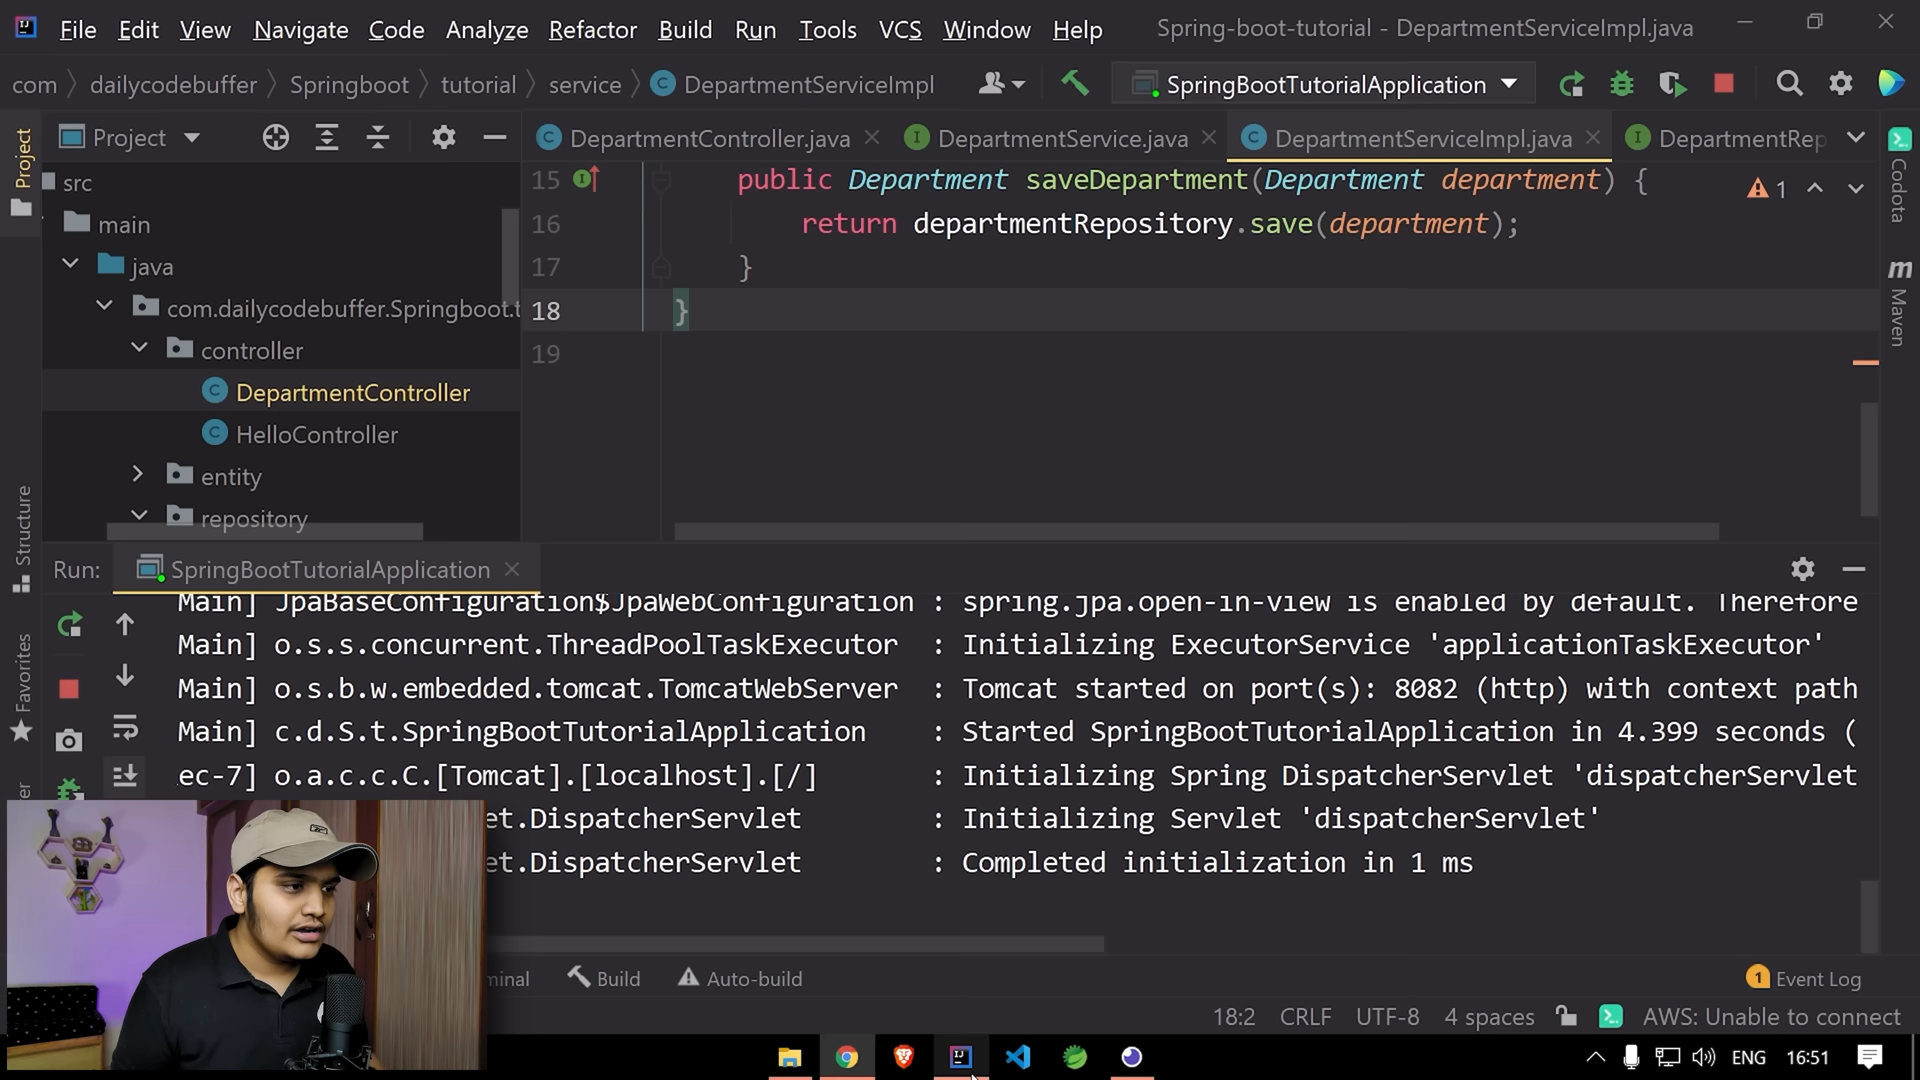 File Edit View Navigate Code Analyze Refactor Build Run Tools VCS Window Help Spring-boot-tutorial - DepartmentServiceImpl.java
com dailycodebuffer Springboot tutorial service DepartmentServiceImpl SpringBootTutorialApplication
Project DepartmentController.java DepartmentService.java DepartmentServiceImpl.java DepartmentRep
Project
Structure
Favorites
Codota
Maven
src
main
java
com.dailycodebuffer.Springboot.t
controller
DepartmentController
HelloController
entity
repository
15 public Department saveDepartment(Department department) {
1
16 return departmentRepository.save(department);
17 }
18 }
19
Run: SpringBootTutorialApplication
Main] JpaBaseConfiguration$JpaWebConfiguration : spring.jpa.open-in-view is enabled by default. Therefore
Main] o.s.s.concurrent.ThreadPoolTaskExecutor : Initializing ExecutorService 'applicationTaskExecutor'
Main] o.s.b.w.embedded.tomcat.TomcatWebServer : Tomcat started on port(s): 8082 (http) with context path
Main] c.d.S.t.SpringBootTutorialApplication : Started SpringBootTutorialApplication in 4.399 seconds (
ec-7] o.a.c.c.C.[Tomcat].[localhost].[/] : Initializing Spring DispatcherServlet 'dispatcherServlet
et.DispatcherServlet : Initializing Servlet 'dispatcherServlet'
et.DispatcherServlet : Completed initialization in 1 ms
minal Build Auto-build 1 Event Log
18:2 CRLF UTF-8 4 spaces AWS: Unable to connect
ENG 16:51